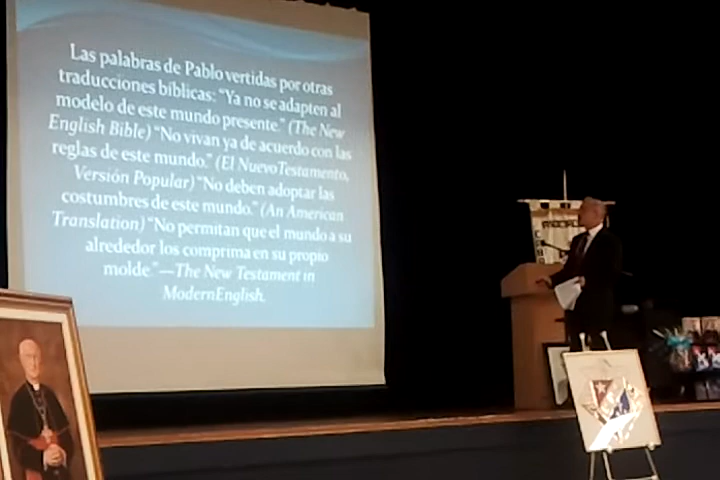 Las palabras de Pablo vertidas por otras
traducciones bíblicas: “Ya no se adapten al
modelo de este mundo presente.” (The New
English Bible) “No vivan ya de acuerdo con las
reglas de este mundo.” (El NuevoTestamento,
Versión Popular) “No deben adoptar las
costumbres de este mundo.” (An American
Translation) “No permitan que el mundo a su
alrededor los comprima en su propio
molde.”—The New Testament in
ModernEnglish.